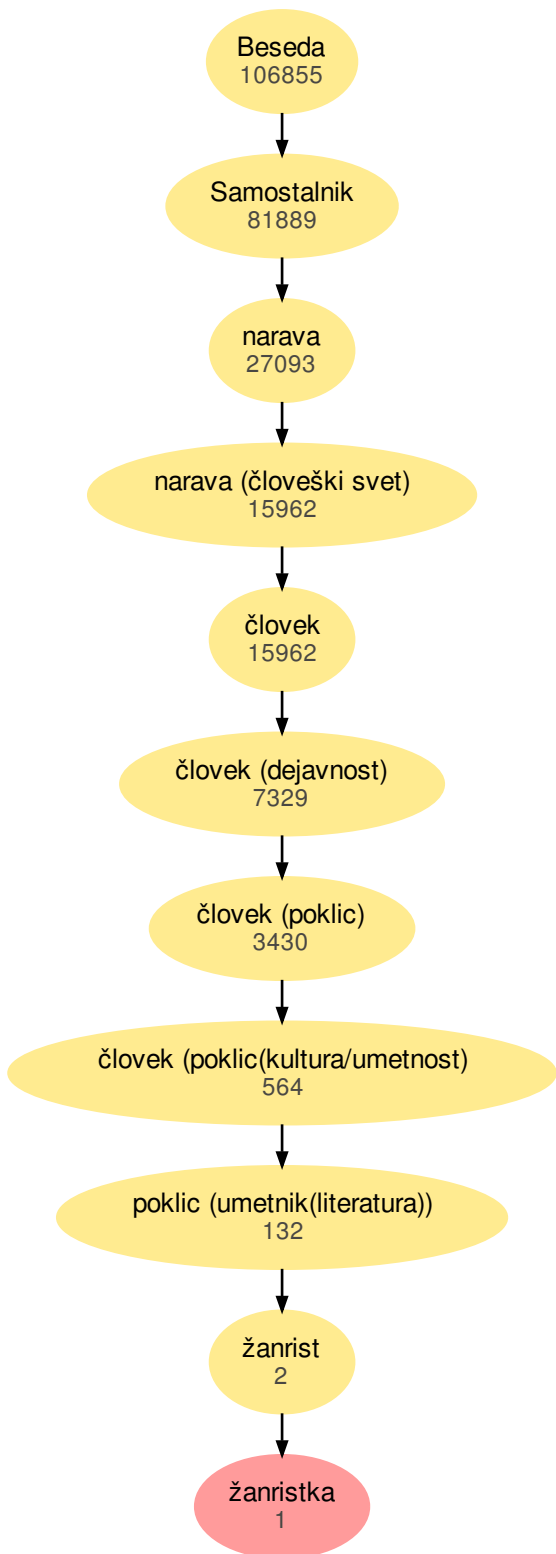 Beseda
106855
Samostalnik
81889
narava
27093
narava (človeški svet)
15962
človek
15962
človek (dejavnost)
7329
človek (poklic)
3430
človek (poklic(kultura/umetnost)
564
poklic (umetnik(literatura))
132
žanrist
2
žanristka
1